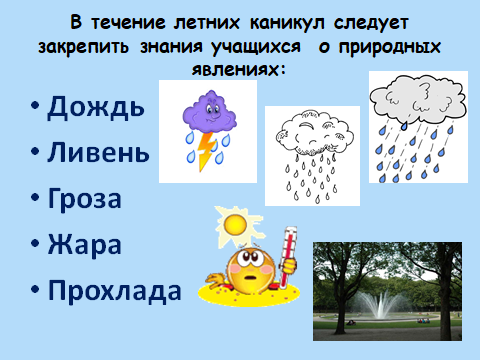 В течение летних каникул следует
закрепить знания учащихся о природных
явлениях:
• Дождь
• Ливень
• Гроза
• Жара
• Прохлада